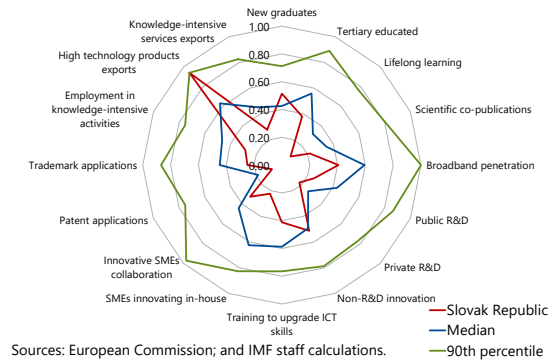 New graduates
Tertiary educated
Lifelong learning
Scientific co-publications
Broadband penetration
Public R&D
Private R&D
Non-R&D innovation
Training to upgrade ICT
skills
SMEs innovating in-house
Innovative SMEs
collaboration
Patent applications
Trademark applications
Employment in
knowledge-intensive
activities
High technology products
exports
Knowledge-intensive
services exports
1.00
0.80
0.60
0.40
0.20
0.00
Slovak Republic
Median
90th percentile
Sources: European Commission; and IMF staff calculations.